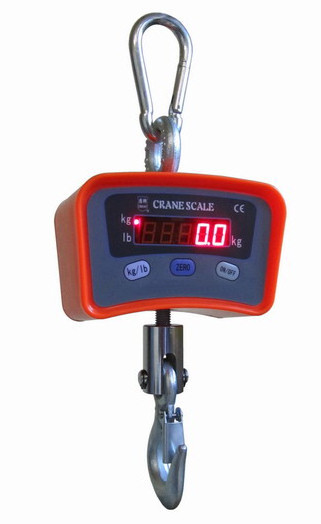 CRANE SCALE CE
kg
lb
0.0 kg
kg/lb ZERO ON/OFF